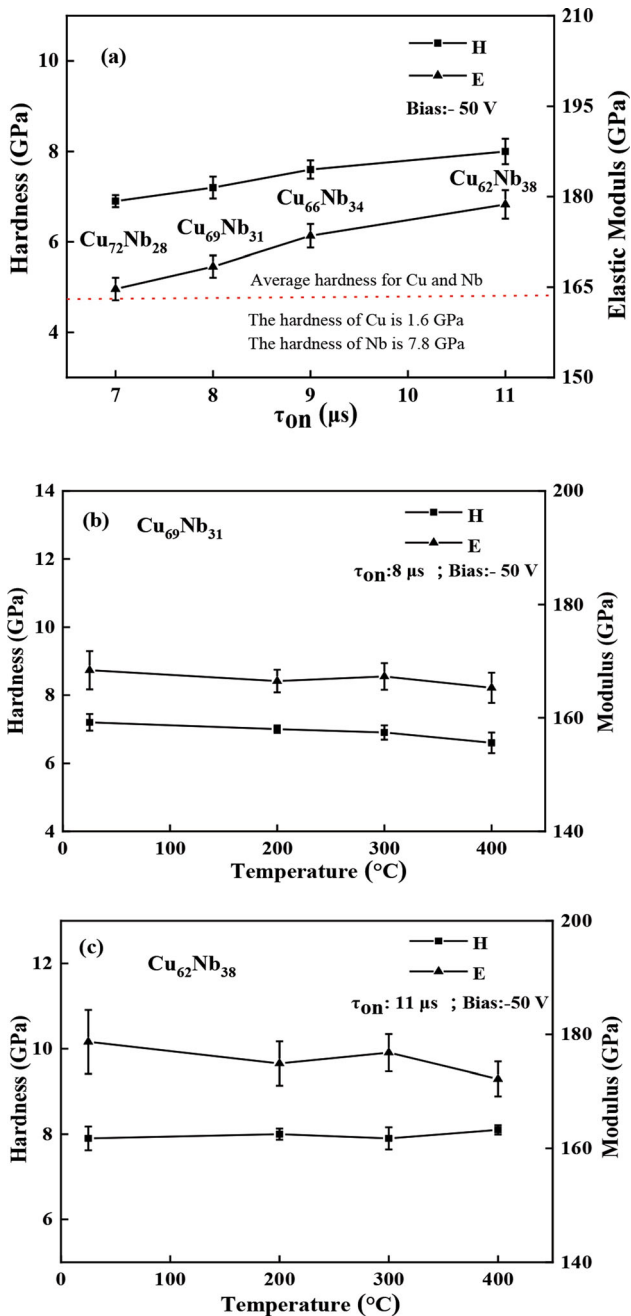 (a)
H
E
Bias:- 50 V
Cu72Nb28
Cu69Nb31
Cu66Nb34
Cu62Nb38
Average hardness for Cu and Nb
The hardness of Cu is 1.6 GPa
The hardness of Nb is 7.8 GPa
Hardness (GPa)
10
8
6
4
Elastic Moduls (GPa)
210
195
180
165
150
7 8 9 10 11
τon (μs)
(b)
Cu69Nb31
H
E
τon:8 μs ; Bias:- 50 V
Hardness (GPa)
14
12
10
8
6
4
Modulus (GPa)
200
180
160
140
0 100 200 300 400
Temperature (°C)
(c)
Cu62Nb38
H
E
τon: 11 μs ; Bias:-50 V
Hardness (GPa)
12
10
8
6
Modulus (GPa)
200
180
160
140
0 100 200 300 400
Temperature (°C)